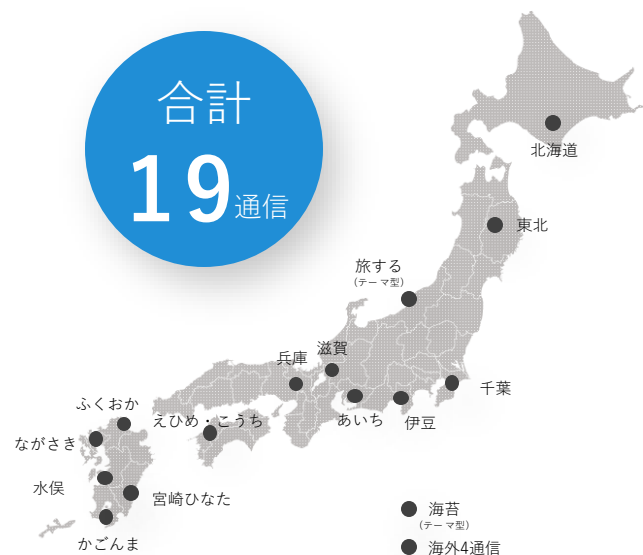 合計
19通信
北海道
東北
旅する
(テーマ型)
兵庫
滋賀
千葉
ふくおか
えひめ・こうち
あいち
伊豆
ながさき
水俣
宮崎ひなた
かごんま
海苔
(テーマ型)
海外4通信